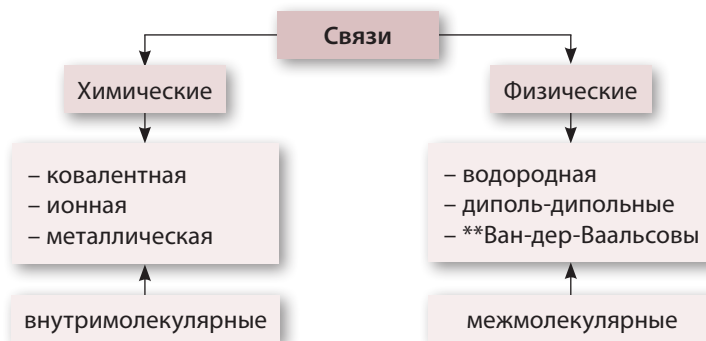 Связи
Химические
Физические
– ковалентная
– ионная
– металлическая
– водородная
– диполь-дипольные
– **Ван-дер-Ваальсовы
внутримолекулярные
межмолекулярные